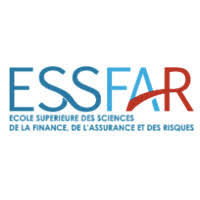 ESSFAR
ECOLE SUPERIEURE DES SCIENCES
DE LA FINANCE, DE L'ASSURANCE ET DES RISQUES